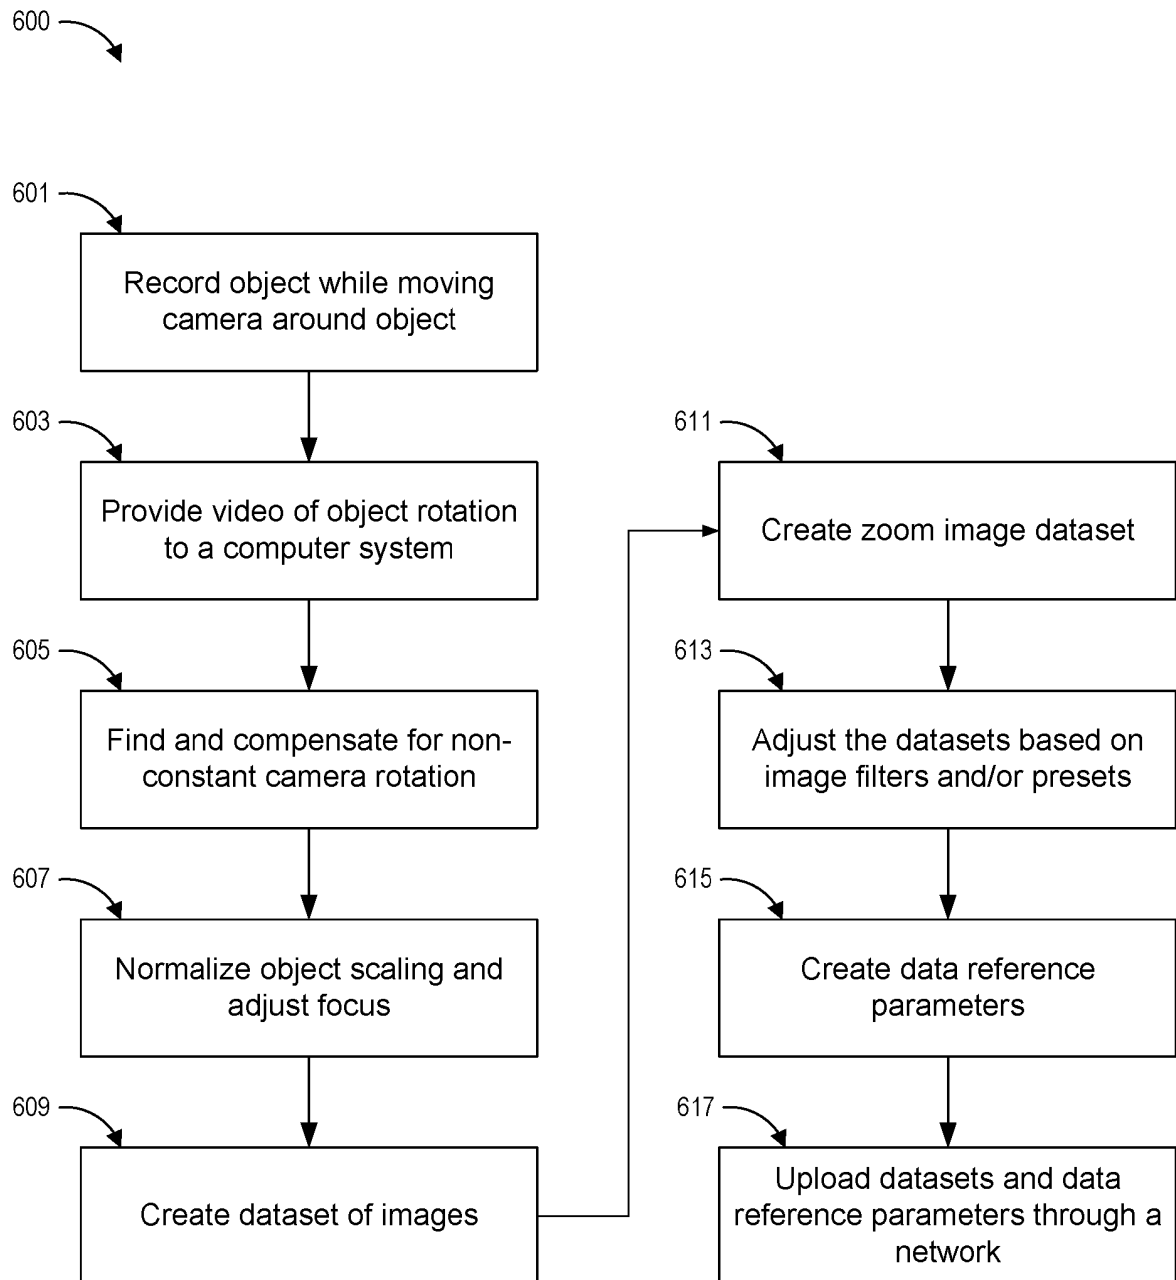 600
601
Record object while moving
camera around object
603
Provide video of object rotation
to a computer system
605
Find and compensate for non-
constant camera rotation
607
Normalize object scaling and
adjust focus
609
Create dataset of images
611
Create zoom image dataset
613
Adjust the datasets based on
image filters and/or presets
615
Create data reference
parameters
617
Upload datasets and data
reference parameters through a
network